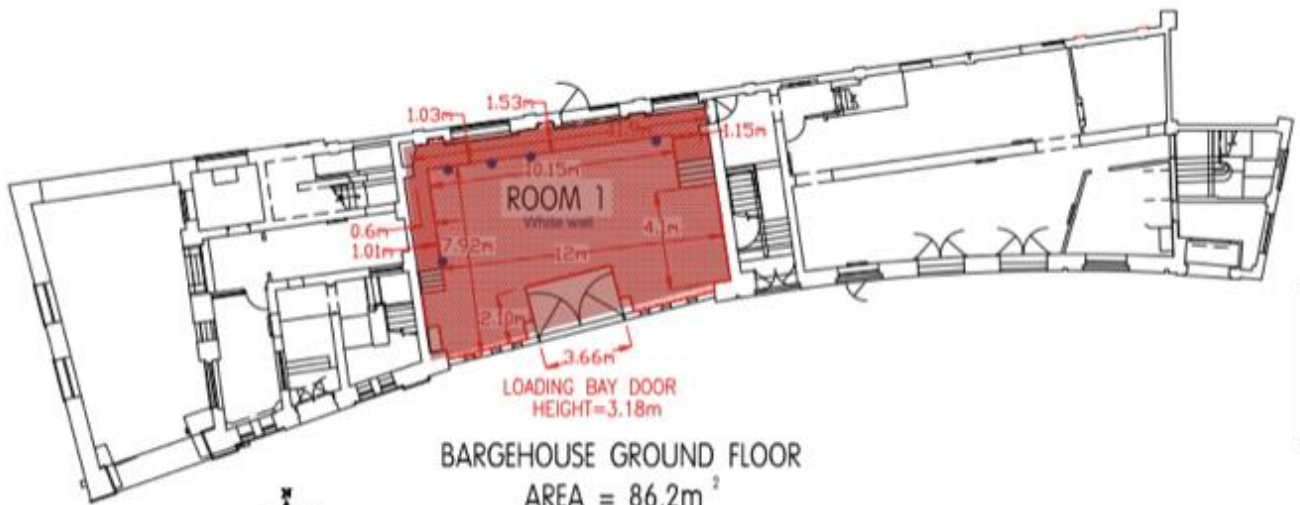 1.53m
1.03m
1.15m
10.15m
ROOM 1
White wall
0.6m
1.01m
7.92m
4.1m
12m
2.10m
3.66m
LOADING BAY DOOR
HEIGHT=3.18m
BARGEHOUSE GROUND FLOOR
AREA = 86.2m²
N